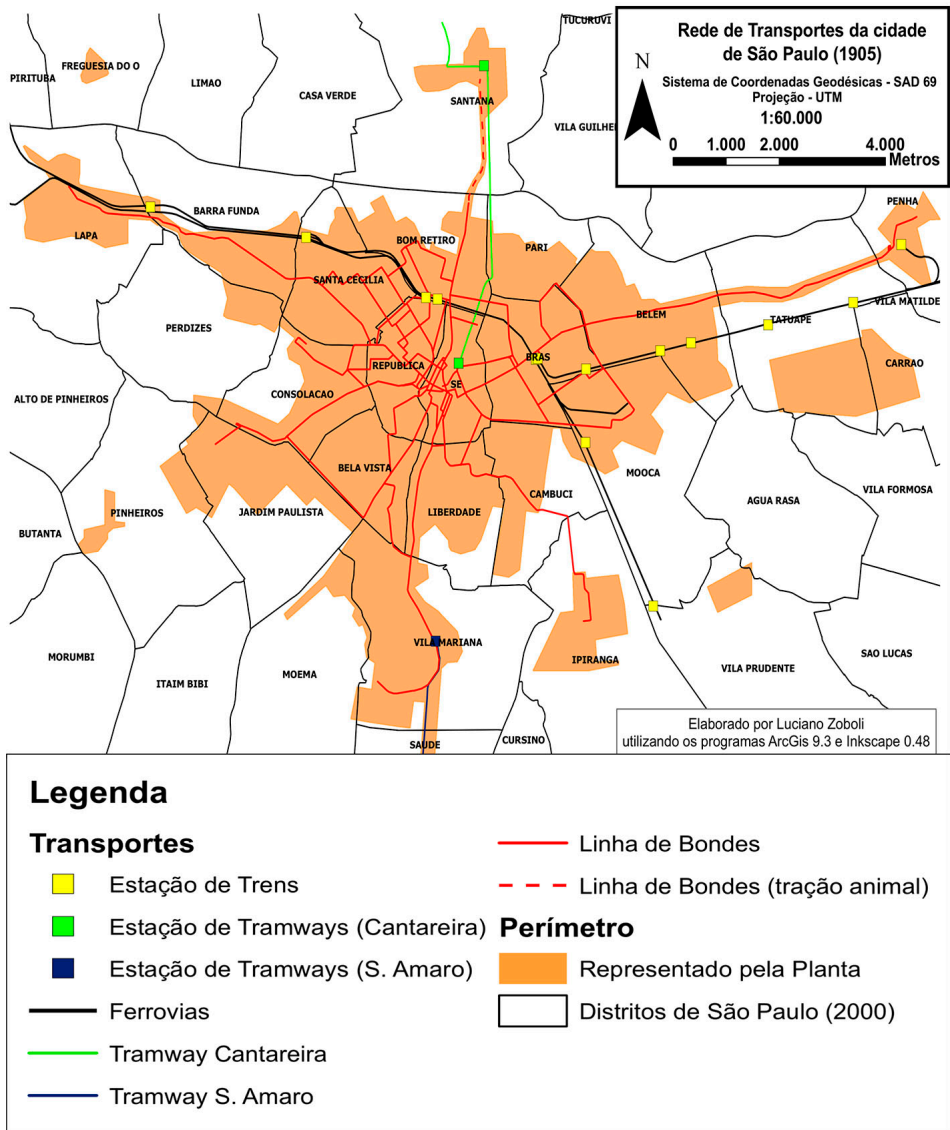 Rede de Transportes da cidade
de São Paulo (1905)
Sistema de Coordenadas Geodésicas - SAD 69
Projeção - UTM
1:60.000
N
0 1.000 2.000 4.000
Metros
TUCURUVI
FREGUESIA DO O
PIRITUBA
LIMAO
CASA VERDE
SANTANA
VILA GUILHE
PENHA
BARRA FUNDA
LAPA
BOM RETIRO
PARI
SANTA CECILIA
VILA MATILDE
BELEM
TATUAPE
PERDIZES
BRAS
REPUBLICA
CARRAO
SE
CONSOLACAO
ALTO DE PINHEIROS
BELA VISTA
MOOCA
CAMBUCI
VILA FORMOSA
AGUA RASA
PINHEIROS
JARDIM PAULISTA
LIBERDADE
BUTANTA
VILA MARIANA
MORUMBI
IPIRANGA
SAO LUCAS
VILA PRUDENTE
MOEMA
ITAIM BIBI
CURSINO
SAUDE
Elaborado por Luciano Zoboli
utilizando os programas ArcGis 9.3 e Inkscape 0.48
Legenda
Transportes
Estação de Trens
Estação de Tramways (Cantareira)
Estação de Tramways (S. Amaro)
Ferrovias
Tramway Cantareira
Tramway S. Amaro
Linha de Bondes
Linha de Bondes (tração animal)
Perímetro
Representado pela Planta
Distritos de São Paulo (2000)